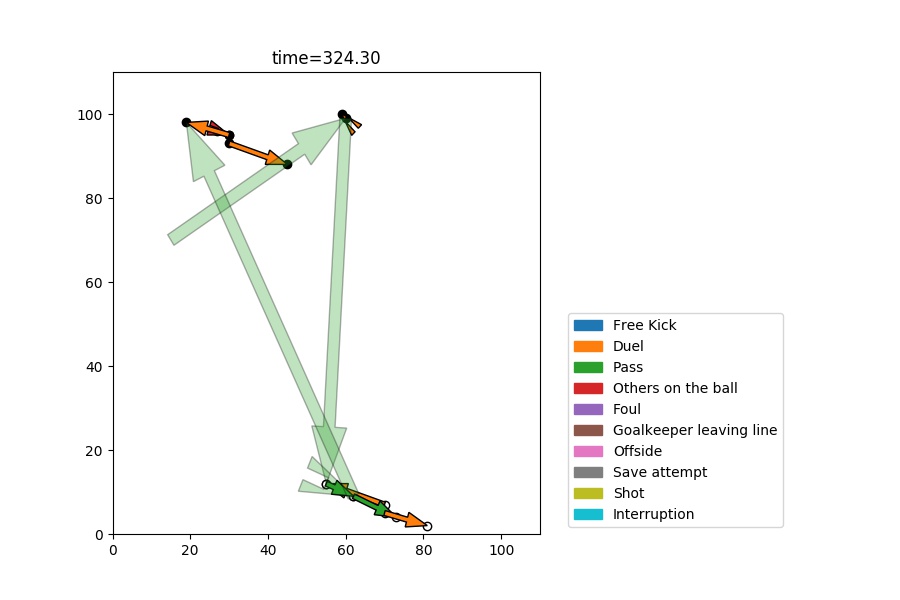 time=324.30
100
80
60
40
20
0
0 20 40 60 80 100
Free Kick
Duel
Pass
Others on the ball
Foul
Goalkeeper leaving line
Offside
Save attempt
Shot
Interruption